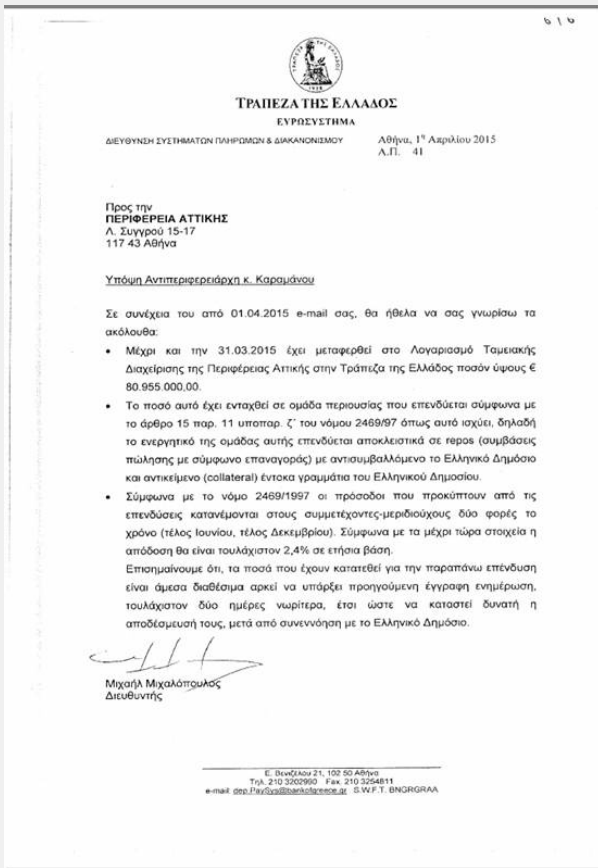 6 1 6
ΤΡΑΠΕΖΑ ΤΗΣ ΕΛΛΑΔΟΣ
1928
ΤΡΑΠΕΖΑ ΤΗΣ ΕΛΛΑΔΟΣ
ΕΥΡΩΣΥΣΤΗΜΑ
ΔΙΕΥΘΥΝΣΗ ΣΥΣΤΗΜΑΤΩΝ ΠΛΗΡΩΜΩΝ & ΔΙΑΚΑΝΟΝΙΣΜΟΥ
Αθήνα, 1η Απριλίου 2015
Α.Π. 41
Προς την
ΠΕΡΙΦΕΡΕΙΑ ΑΤΤΙΚΗΣ
Λ. Συγγρού 15-17
117 43 Αθήνα
Υπόψη Αντιπεριφερειάρχη κ. Καραμάνου
Σε συνέχεια του από 01.04.2015 e-mail σας, θα ήθελα να σας γνωρίσω τα
ακόλουθα:
• Μέχρι και την 31.03.2015 έχει μεταφερθεί στο Λογαριασμό Ταμειακής
Διαχείρισης της Περιφέρειας Αττικής στην Τράπεζα της Ελλάδος ποσόν ύψους €
80.955.000,00.
• Το ποσό αυτό έχει ενταχθεί σε ομάδα περιουσίας που επενδύεται σύμφωνα με
το άρθρο 15 παρ. 11 υποπαρ. ζ΄ του νόμου 2469/97 όπως αυτό ισχύει, δηλαδή
το ενεργητικό της ομάδας αυτής επενδύεται αποκλειστικά σε repos (συμβάσεις
πώλησης με σύμφωνο επαναγοράς) με αντισυμβαλλόμενο το Ελληνικό Δημόσιο
και αντικείμενο (collateral) έντοκα γραμμάτια του Ελληνικού Δημοσίου.
• Σύμφωνα με το νόμο 2469/1997 οι πρόσοδοι που προκύπτουν από τις
επενδύσεις κατανέμονται στους συμμετέχοντες-μεριδιούχους δύο φορές το
χρόνο (τέλος Ιουνίου, τέλος Δεκεμβρίου). Σύμφωνα με τα μέχρι τώρα στοιχεία η
απόδοση θα είναι τουλάχιστον 2,4% σε ετήσια βάση.
Επισημαίνουμε ότι, τα ποσά που έχουν κατατεθεί για την παραπάνω επένδυση
είναι άμεσα διαθέσιμα αρκεί να υπάρξει προηγούμενη έγγραφη ενημέρωση,
τουλάχιστον δύο ημέρες νωρίτερα, έτσι ώστε να καταστεί δυνατή η
αποδέσμευσή τους, μετά από συνεννόηση με το Ελληνικό Δημόσιο.
Μιχαήλ Μιχαλόπουλος
Διευθυντής
Ε. Βενιζέλου 21, 102 50 Αθήνα
Τηλ. 210 3202990 Fax. 210 3254811
e-mail: dep.PaySys@bankofgreece.gr S.W.F.T. BNGRGRAA